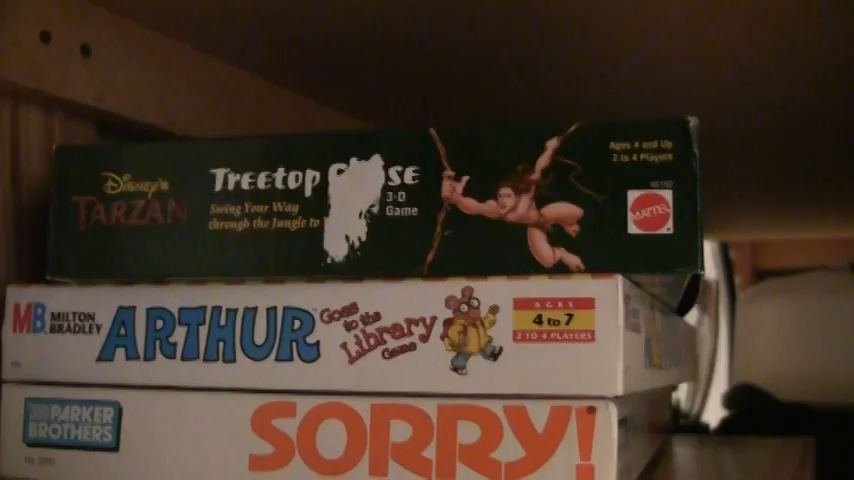 Disney's
TARZAN
Treetop se
3-D
Game
Swing Your Way
through the Jungle to
Ages 4 and Up
2 to 4 Players
MATTEL
MB MILTON
BRADLEY
ARTHUR
Goes
to the
Library
Game
AGES
4 to 7
2 TO 4 PLAYERS
PARKER
BROTHERS
SORRY!